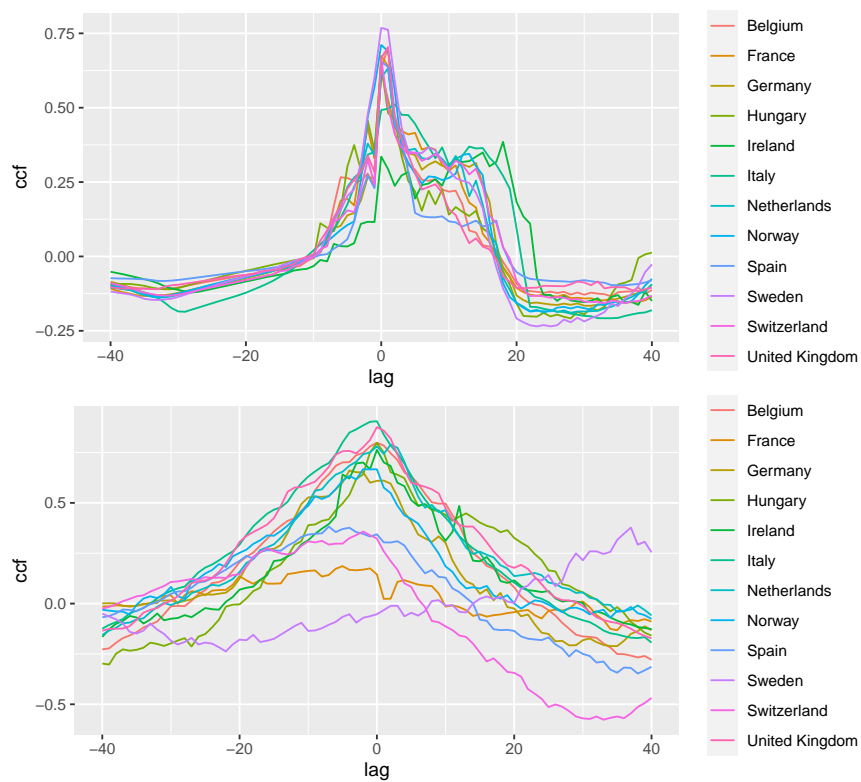 ccf
0.75
0.50
0.25
0.00
−0.25
−40
−20
0
20
40
lag
Belgium
France
Germany
Hungary
Ireland
Italy
Netherlands
Norway
Spain
Sweden
Switzerland
United Kingdom
ccf
0.5
0.0
−0.5
−40
−20
0
20
40
lag
Belgium
France
Germany
Hungary
Ireland
Italy
Netherlands
Norway
Spain
Sweden
Switzerland
United Kingdom